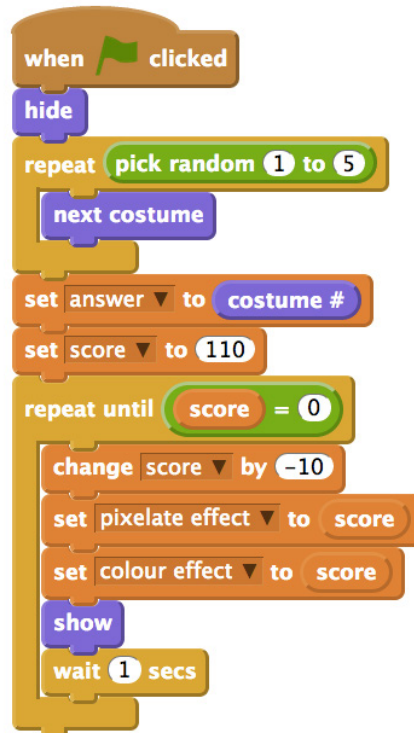 when clicked
hide
repeat pick random 1 to 5
next costume
set answer to costume #
set score to 110
repeat until score = 0
change score by -10
set pixelate effect to score
set colour effect to score
show
wait 1 secs